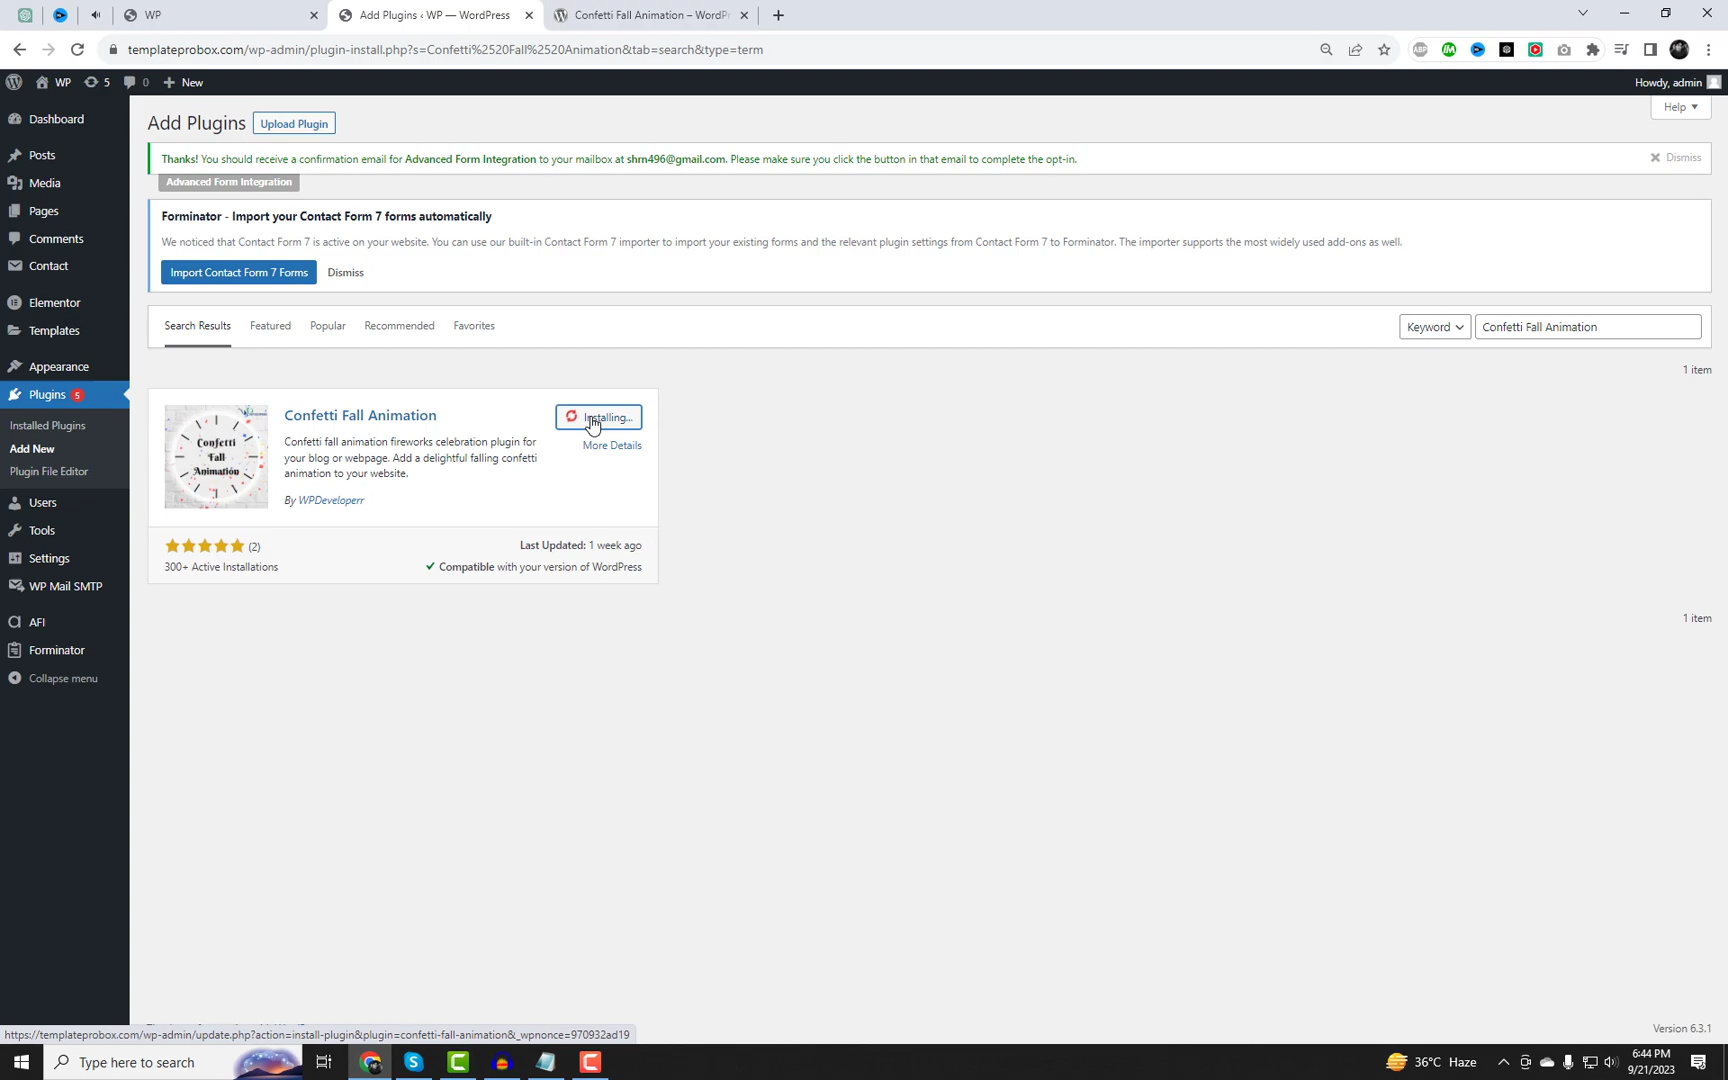 WP
Add Plugins ‹ WP — WordPress
Confetti Fall Animation – WordPr
templateprobox.com/wp-admin/plugin-install.php?s=Confetti%2520Fall%2520Animation&tab=search&type=term
WP
5
0
New
Howdy, admin
Dashboard
Posts
Media
Pages
Comments
Contact
Elementor
Templates
Appearance
Plugins 5
Installed Plugins
Add New
Plugin File Editor
Users
Tools
Settings
WP Mail SMTP
AFI
Forminator
Collapse menu
Add Plugins
Upload Plugin
Help
Thanks! You should receive a confirmation email for Advanced Form Integration to your mailbox at shrn496@gmail.com. Please make sure you click the button in that email to complete the opt-in.
Dismiss
Advanced Form Integration
Forminator - Import your Contact Form 7 forms automatically
We noticed that Contact Form 7 is active on your website. You can use our built-in Contact Form 7 importer to import your existing forms and the relevant plugin settings from Contact Form 7 to Forminator. The importer supports the most widely used add-ons as well.
Import Contact Form 7 Forms
Dismiss
Search Results
Featured
Popular
Recommended
Favorites
Keyword
Confetti Fall Animation
1 item
Confetti
Fall
Animation
Confetti Fall Animation
Installing...
More Details
Confetti fall animation fireworks celebration plugin for
your blog or webpage. Add a delightful falling confetti
animation to your website.
By WPDeveloperr
(2)
Last Updated: 1 week ago
300+ Active Installations
Compatible with your version of WordPress
1 item
Version 6.3.1
https://templateprobox.com/wp-admin/update.php?action=install-plugin&plugin=confetti-fall-animation&_wpnonce=970932ad19
Type here to search
36°C Haze
6:44 PM
9/21/2023